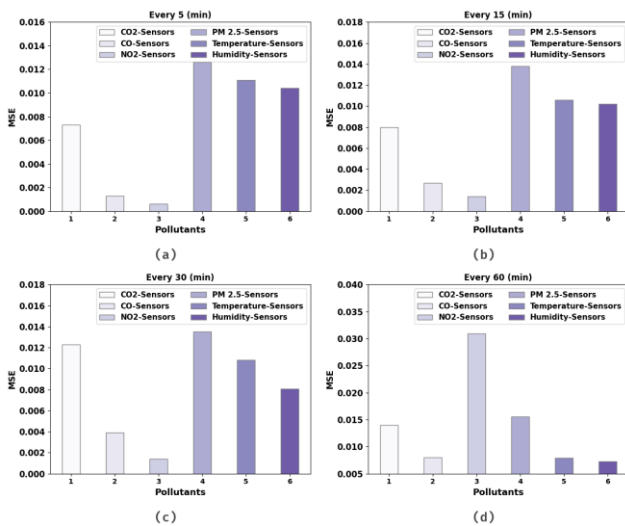 Every 5 (min)
0.016
0.014
0.012
0.010
0.008
0.006
0.004
0.002
0.000
MSE
CO2-Sensors
CO-Sensors
NO2-Sensors
PM 2.5-Sensors
Temperature-Sensors
Humidity-Sensors
1 2 3 4 5 6
Pollutants
(a)
Every 15 (min)
0.018
0.016
0.014
0.012
0.010
0.008
0.006
0.004
0.002
0.000
MSE
CO2-Sensors
CO-Sensors
NO2-Sensors
PM 2.5-Sensors
Temperature-Sensors
Humidity-Sensors
1 2 3 4 5 6
Pollutants
(b)
Every 30 (min)
0.018
0.016
0.014
0.012
0.010
0.008
0.006
0.004
0.002
0.000
MSE
CO2-Sensors
CO-Sensors
NO2-Sensors
PM 2.5-Sensors
Temperature-Sensors
Humidity-Sensors
1 2 3 4 5 6
Pollutants
(c)
Every 60 (min)
0.040
0.035
0.030
0.025
0.020
0.015
0.010
0.005
MSE
CO2-Sensors
CO-Sensors
NO2-Sensors
PM 2.5-Sensors
Temperature-Sensors
Humidity-Sensors
1 2 3 4 5 6
Pollutants
(d)